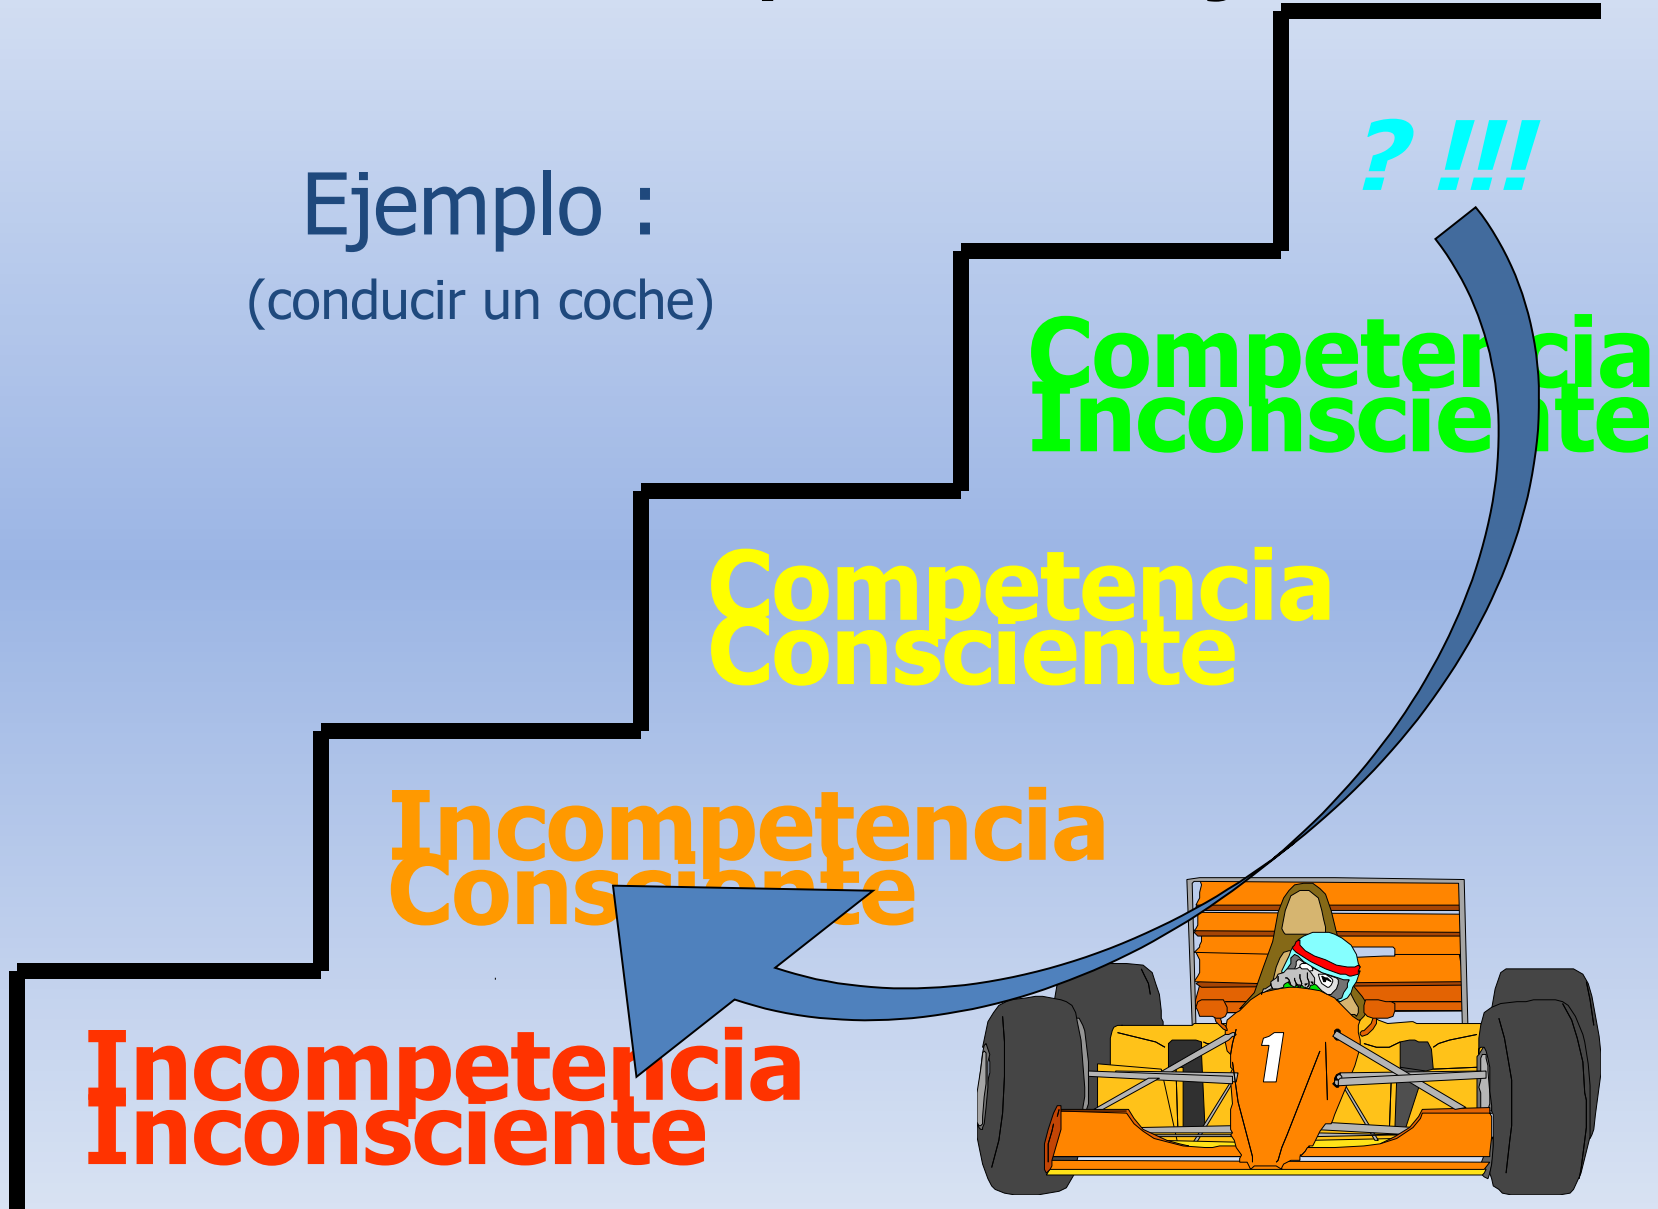 Ejemplo :
(conducir un coche)
? !!!
Competencia
Inconsciente
Competencia
Consciente
Incompetencia
Consciente
Incompetencia
Inconsciente
1